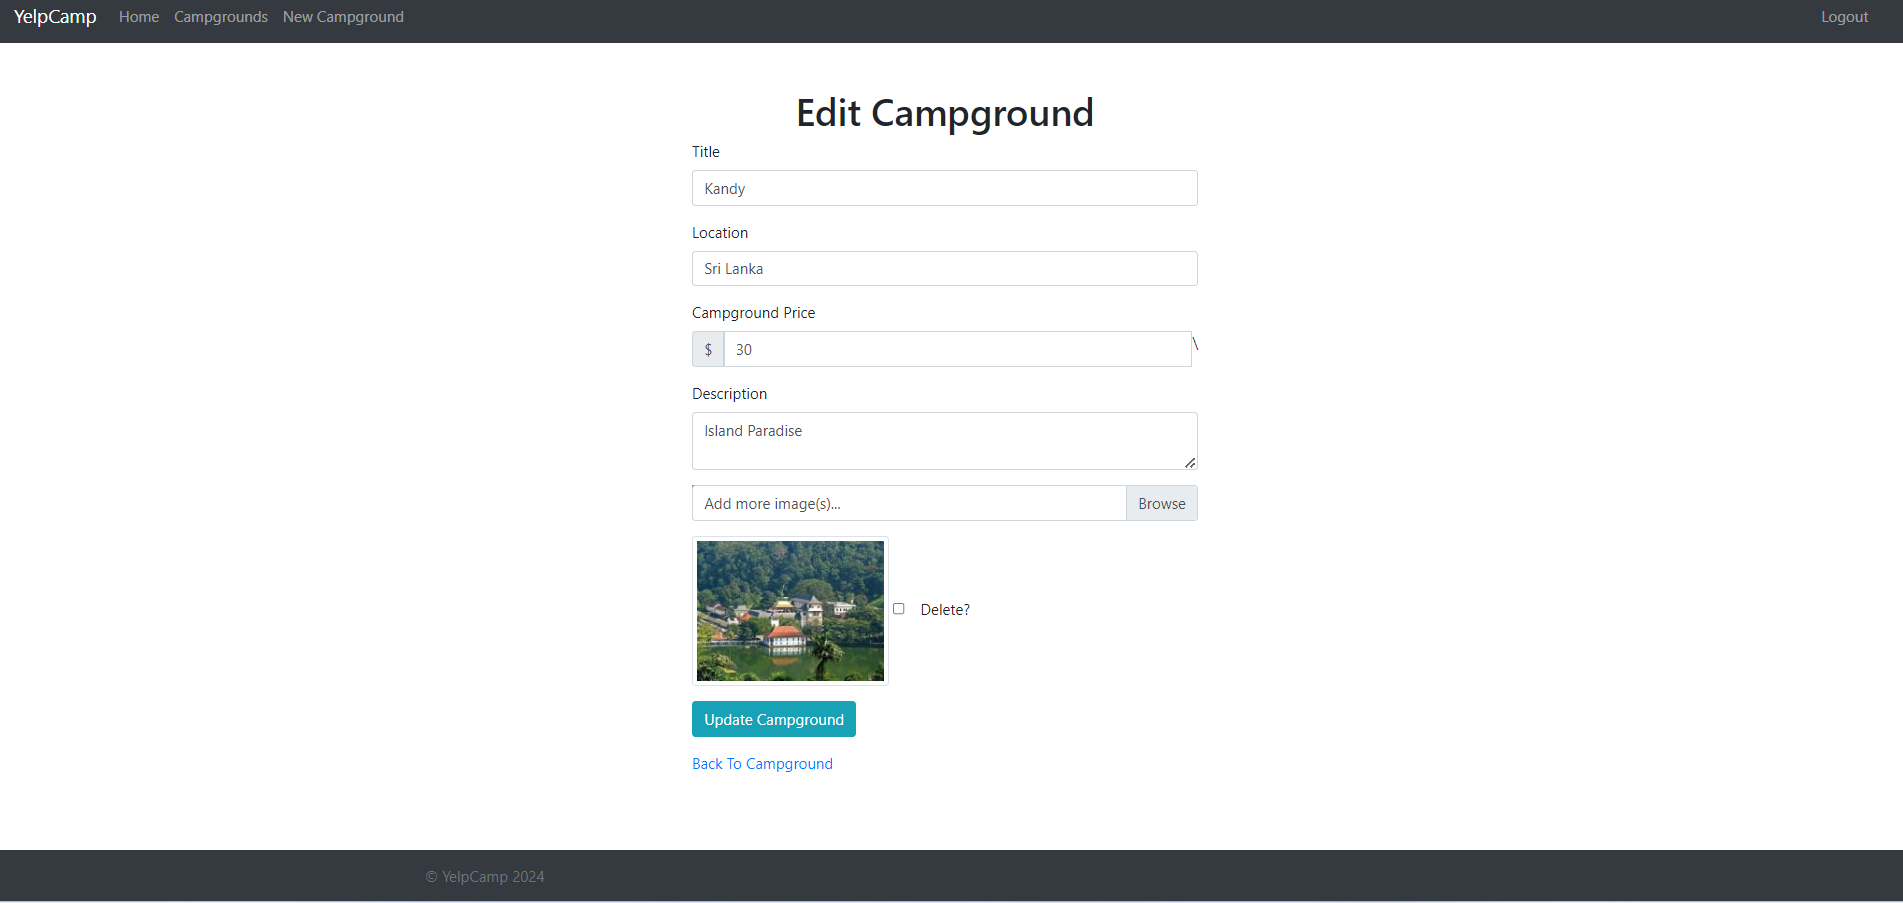 YelpCamp Home Campgrounds New Campground Logout
Edit Campground
Title
Kandy
Location
Sri Lanka
Campground Price
$ 30 \
Description
Island Paradise
Add more image(s)... Browse
Delete?
Update Campground
Back To Campground
© YelpCamp 2024